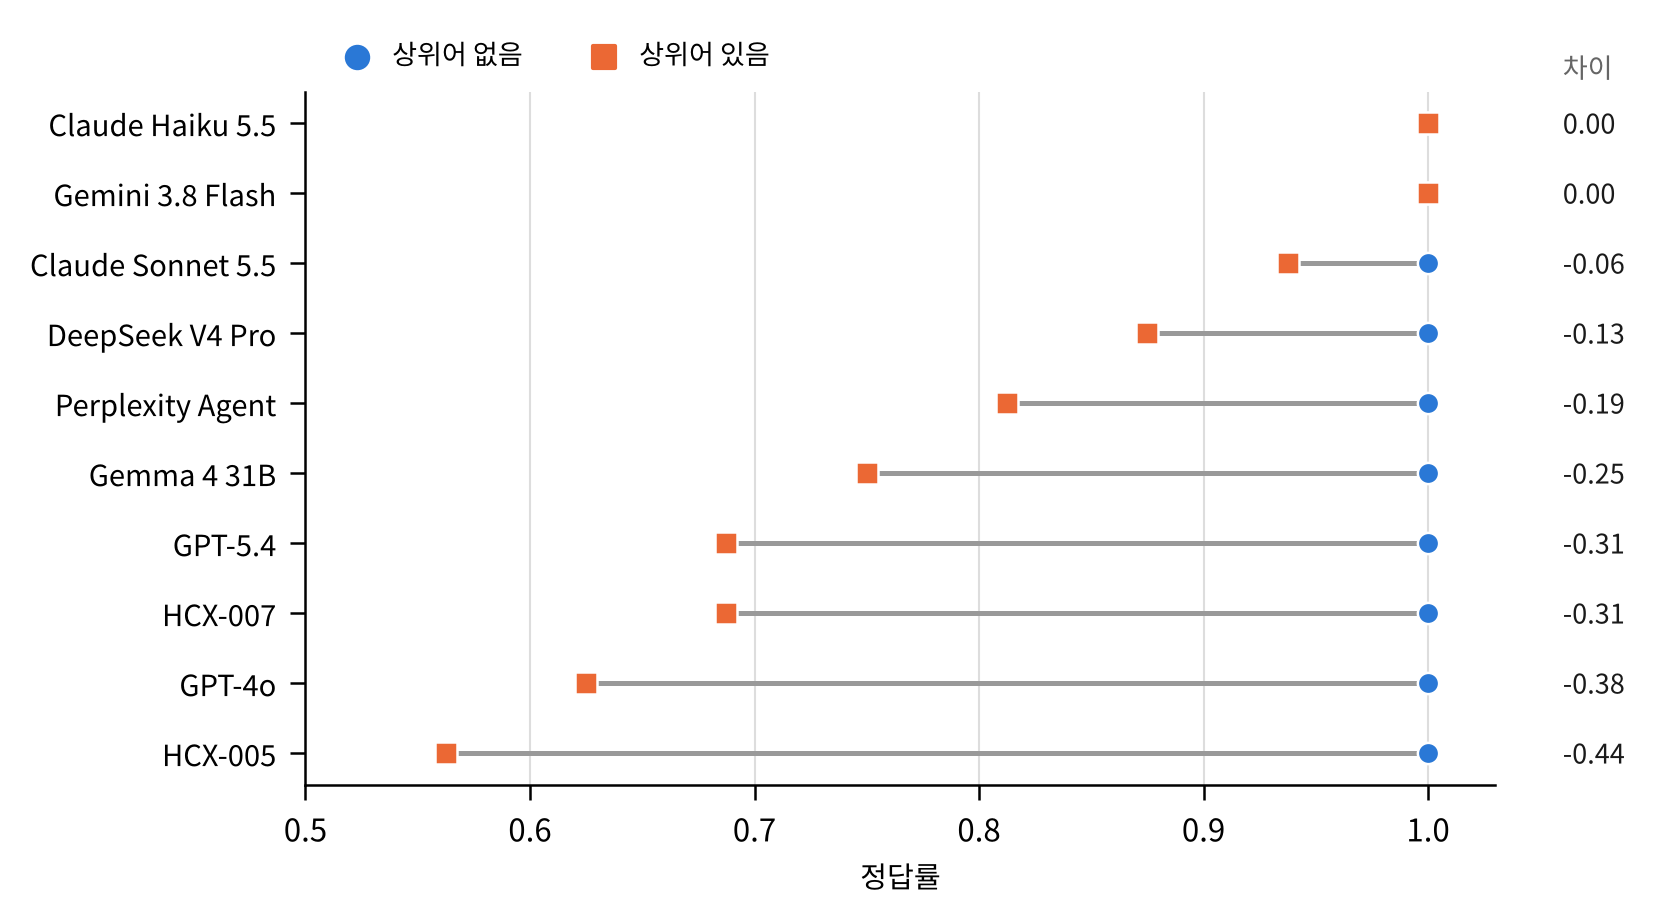 상위어 없음
상위어 있음
차이
Claude Haiku 5.5
0.00
Gemini 3.8 Flash
0.00
Claude Sonnet 5.5
-0.06
DeepSeek V4 Pro
-0.13
Perplexity Agent
-0.19
Gemma 4 31B
-0.25
GPT-5.4
-0.31
HCX-007
-0.31
GPT-4o
-0.38
HCX-005
-0.44
0.5
0.6
0.7
0.8
0.9
1.0
정답률